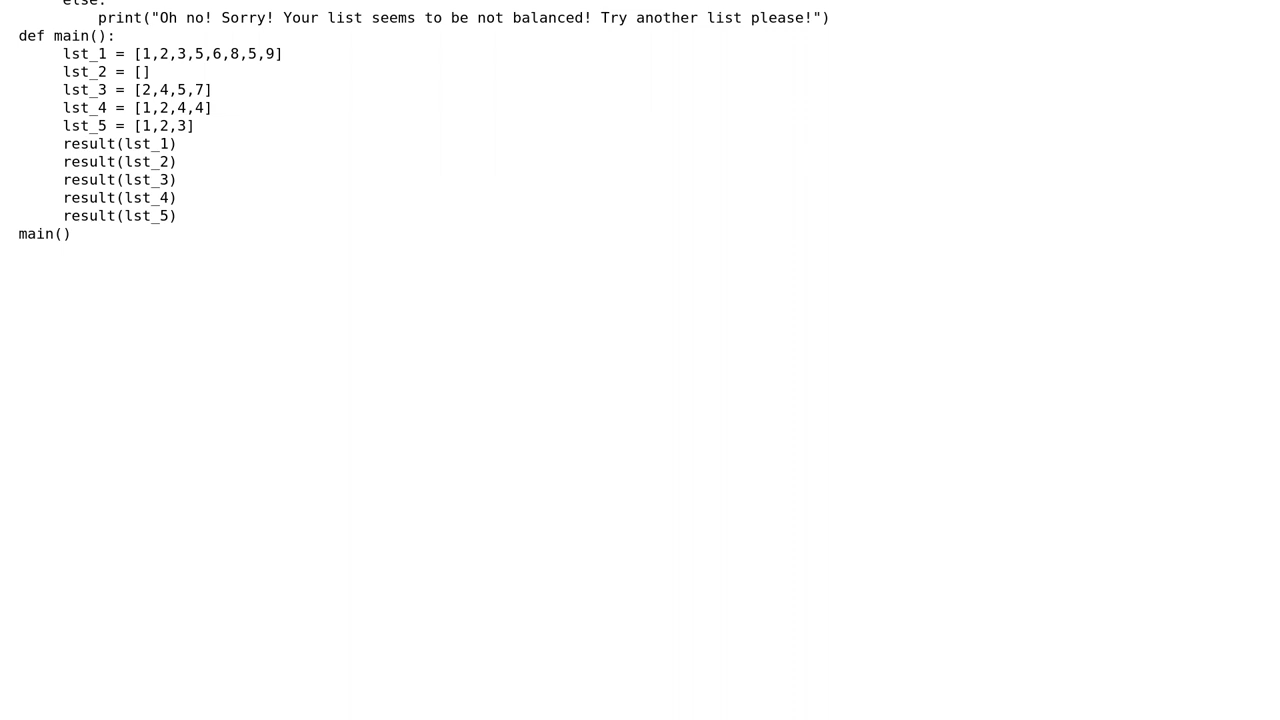 else:
print("Oh no! Sorry! Your list seems to be not balanced! Try another list please!")
def main():
lst_1 = [1,2,3,5,6,8,5,9]
lst_2 = []
lst_3 = [2,4,5,7]
lst_4 = [1,2,4,4]
lst_5 = [1,2,3]
result(lst_1)
result(lst_2)
result(lst_3)
result(lst_4)
result(lst_5)
main()